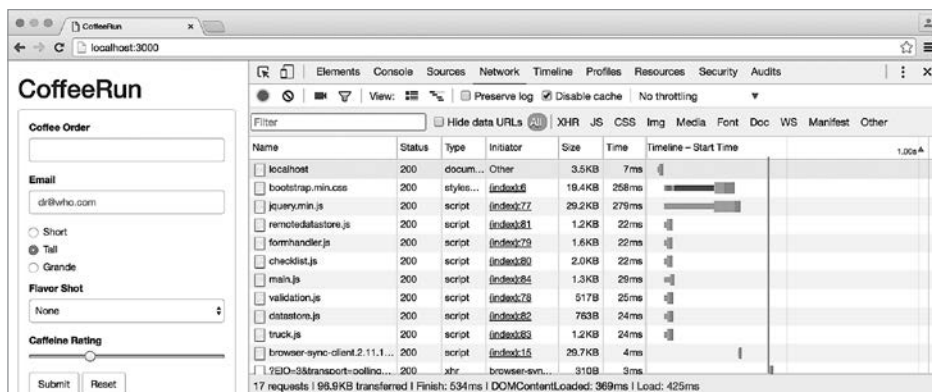 CoffeeRun
localhost:3000
CoffeeRun
Coffee Order
Email
dr@who.com
Short
Tall
Grande
Flavor Shot
None
Caffeine Rating
Submit Reset
Elements Console Sources Network Timeline Profiles Resources Security Audits
View: Preserve log Disable cache No throttling
Filter Hide data URLs All XHR JS CSS Img Media Font Doc WS Manifest Other
Name Status Type Initiator Size Time Timeline – Start Time 1.00s
localhost 200 docum... Other 3.5KB 7ms
bootstrap.min.css 200 styles... (index):6 19.4KB 258ms
jquery.min.js 200 script (index):77 29.2KB 279ms
remotedatastore.js 200 script (index):81 1.2KB 22ms
formhandler.js 200 script (index):79 1.6KB 22ms
checklist.js 200 script (index):80 2.0KB 22ms
main.js 200 script (index):84 1.3KB 29ms
validation.js 200 script (index):78 517B 25ms
datastore.js 200 script (index):82 763B 24ms
truck.js 200 script (index):83 1.2KB 24ms
browser-sync-client.2.11.1... 200 script (index):15 29.7KB 4ms
?EIO=3&transport=polling... 200 xhr browser-syn... 310B 3ms
17 requests | 96.9KB transferred | Finish: 534ms | DOMContentLoaded: 369ms | Load: 425ms